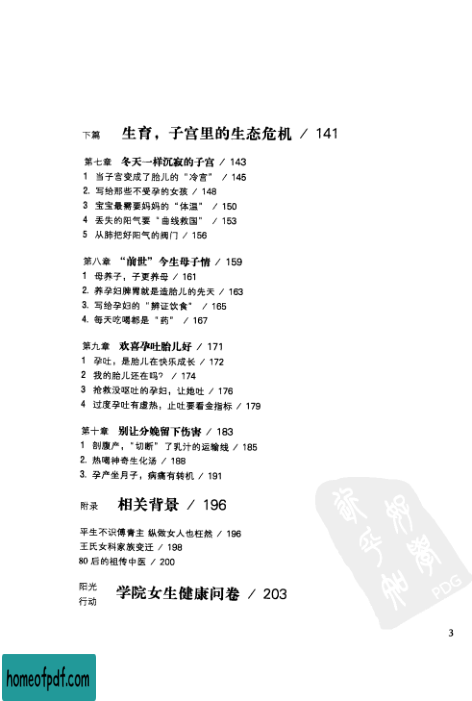 下篇 生育，子宫里的生态危机 / 141
第七章 冬天一样沉寂的子宫 / 143
1 当子宫变成了胎儿的“冷宫” / 145
2. 写给那些不受孕的女孩 / 148
3 宝宝最需要妈妈的“体温” / 150
4 丢失的阳气要“曲线救国” / 153
5 从肺把好阳气的阀门 / 156
第八章 “前世”今生母子情 / 159
1 母养子，子更养母 / 161
2. 养孕妇脾胃就是造胎儿的先天 / 163
3. 写给孕妇的“辨证饮食” / 165
4. 每天吃喝都是“药” / 167
第九章 欢喜孕吐胎儿好 / 171
1 孕吐，是胎儿在快乐成长 / 172
2 我的胎儿还在吗？ / 174
3 抢救没呕吐的孕妇，让她吐 / 176
4 过度孕吐有虚热，止吐要看金指标 / 179
第十章 别让分娩留下伤害 / 183
1 剖腹产，“切断”了乳汁的运输线 / 185
2. 热喝神奇生化汤 / 188
3. 孕产坐月子，病痛有转机 / 191
附录 相关背景 / 196
平生不识傅青主 纵做女人也枉然 / 196
王氏女科家族变迁 / 198
80 后的祖传中医 / 200
阳光
行动 学院女生健康问卷 / 203
PDG
3
homeofpdf.com